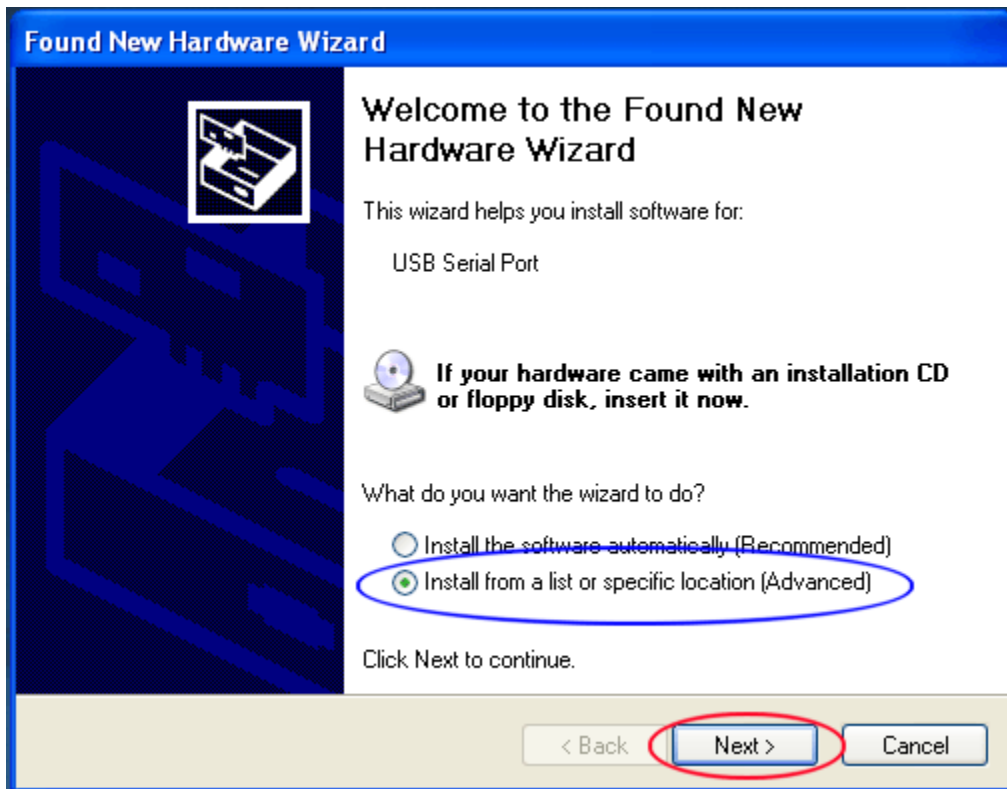 Found New Hardware Wizard
Welcome to the Found New
Hardware Wizard
This wizard helps you install software for:
USB Serial Port
If your hardware came with an installation CD
or floppy disk, insert it now.
What do you want the wizard to do?
Install the software automatically (Recommended)
Install from a list or specific location (Advanced)
Click Next to continue.
< Back Next > Cancel